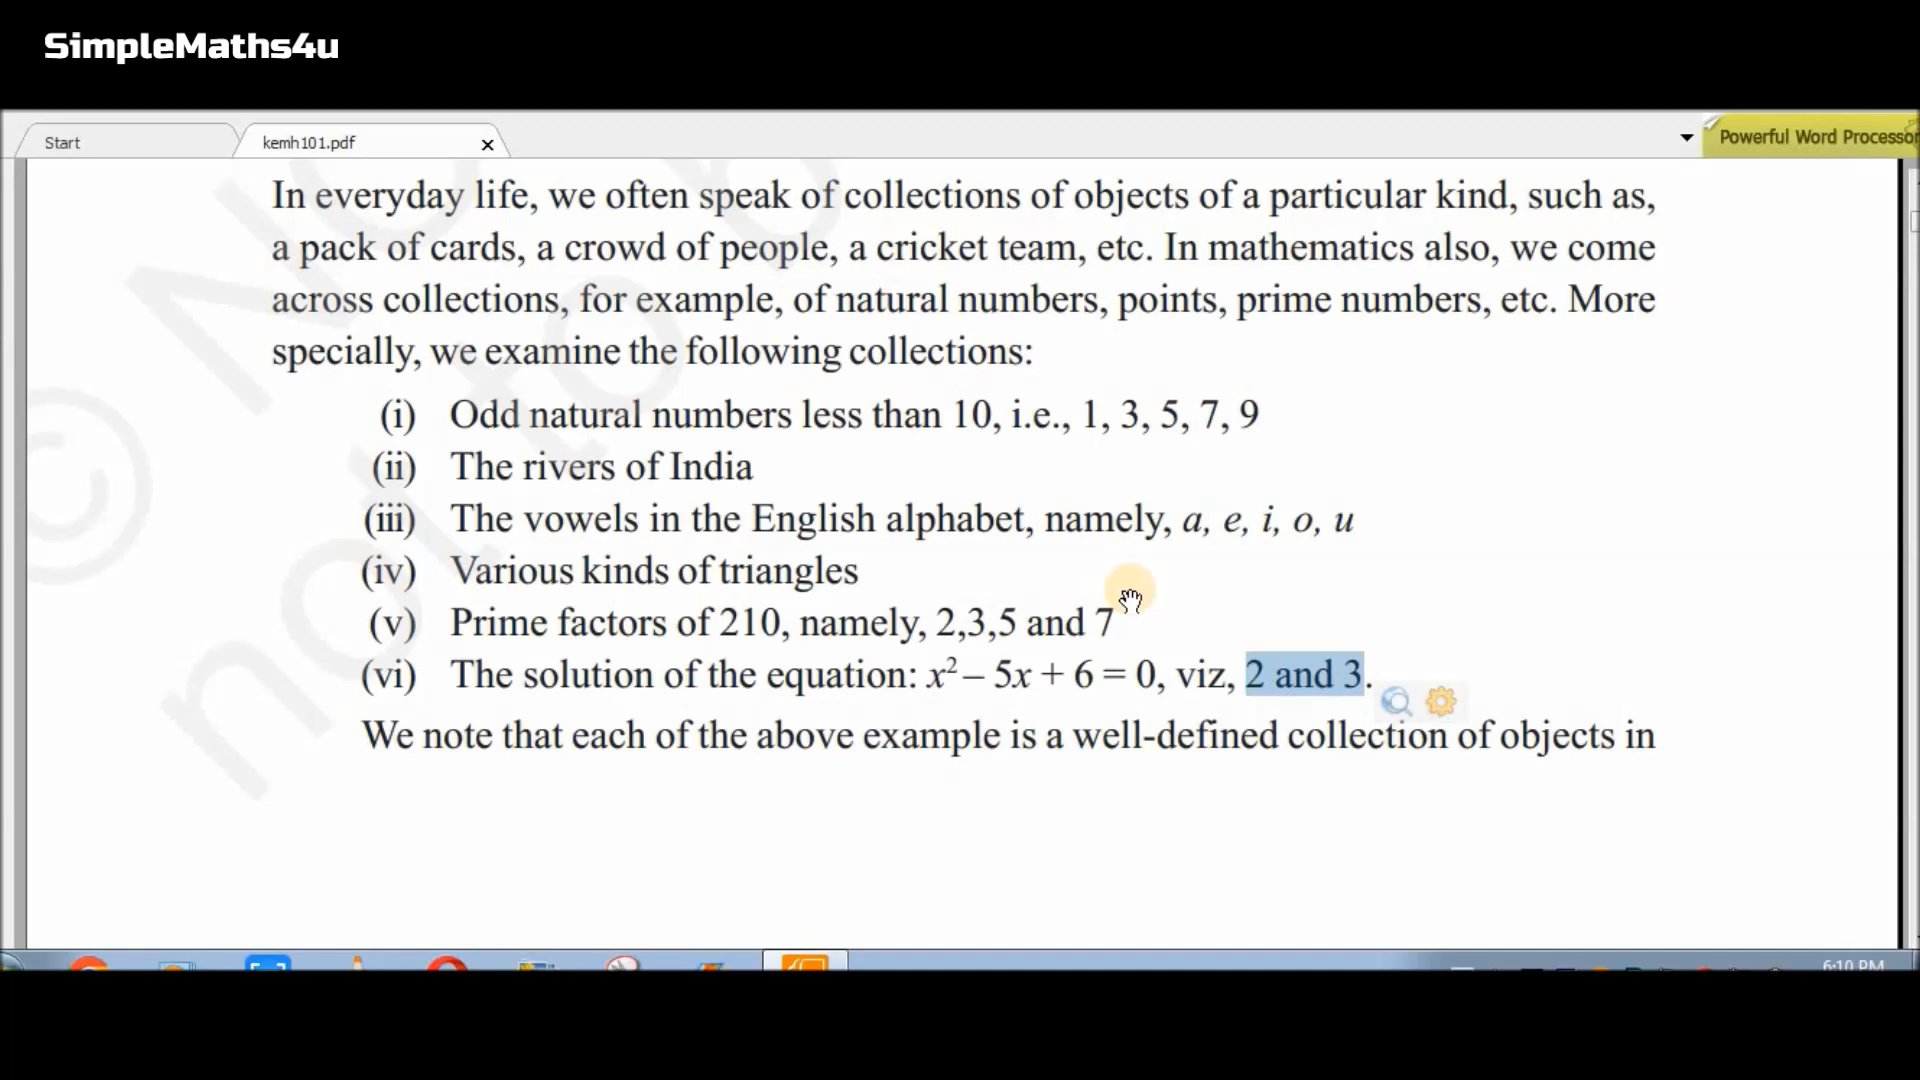 SimpleMaths4u
Start
kemh101.pdf
Powerful Word Processor
In everyday life, we often speak of collections of objects of a particular kind, such as,
a pack of cards, a crowd of people, a cricket team, etc. In mathematics also, we come
across collections, for example, of natural numbers, points, prime numbers, etc. More
specially, we examine the following collections:
(i) Odd natural numbers less than 10, i.e., 1, 3, 5, 7, 9
(ii) The rivers of India
(iii) The vowels in the English alphabet, namely, a, e, i, o, u
(iv) Various kinds of triangles
(v) Prime factors of 210, namely, 2,3,5 and 7
(vi) The solution of the equation: x² – 5x + 6 = 0, viz, 2 and 3.
We note that each of the above example is a well-defined collection of objects in
6:10 PM
© NC
not to b